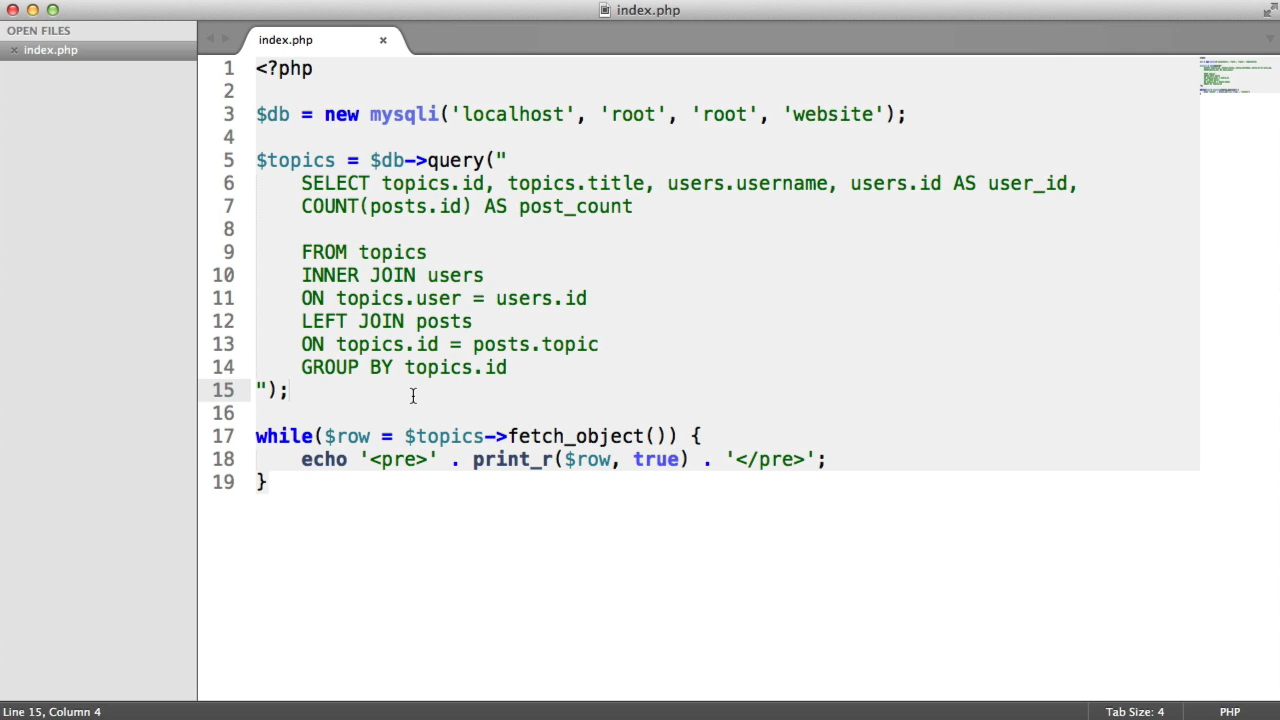 index.php
OPEN FILES
index.php
index.php
1 <?php
2
3 $db = new mysqli('localhost', 'root', 'root', 'website');
4
5 $topics = $db->query("
6 SELECT topics.id, topics.title, users.username, users.id AS user_id,
7 COUNT(posts.id) AS post_count
8
9 FROM topics
10 INNER JOIN users
11 ON topics.user = users.id
12 LEFT JOIN posts
13 ON topics.id = posts.topic
14 GROUP BY topics.id
15 ");
16
17 while($row = $topics->fetch_object()) {
18 echo '<pre>' . print_r($row, true) . '</pre>';
19 }
Line 15, Column 4
Tab Size: 4
PHP